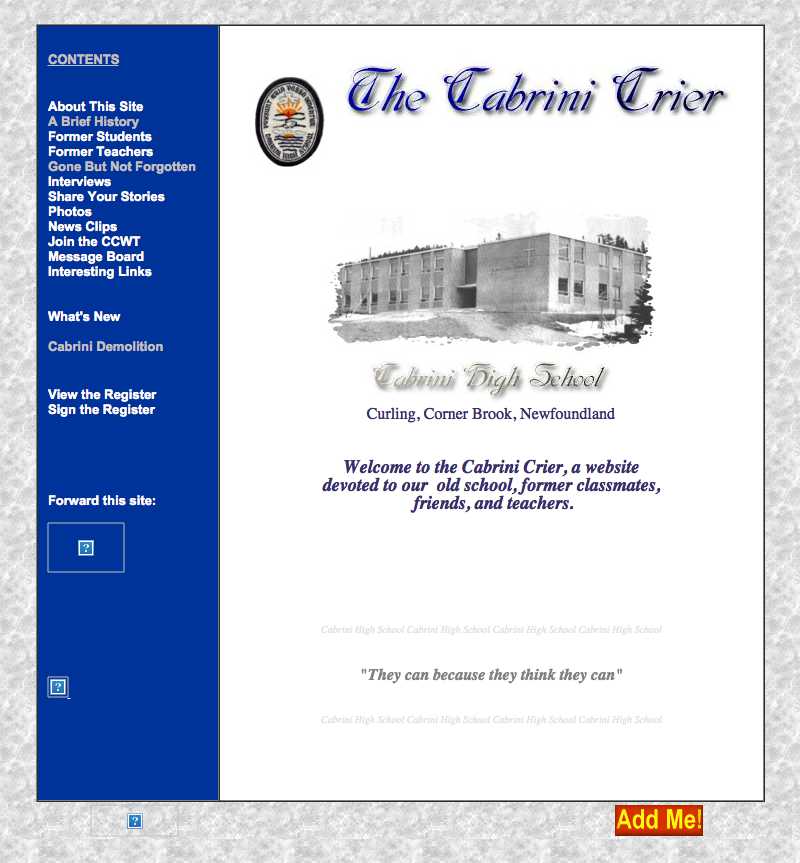 CONTENTS
About This Site
A Brief History
Former Students
Former Teachers
Gone But Not Forgotten
Interviews
Share Your Stories
Photos
News Clips
Join the CCWT
Message Board
Interesting Links
What's New
Cabrini Demolition
View the Register
Sign the Register
Forward this site:
The Cabrini Crier
CABRINI HIGH SCHOOL
Cabrini High School
Curling, Corner Brook, Newfoundland
Welcome to the Cabrini Crier, a website
devoted to our old school, former classmates,
friends, and teachers.
Cabrini High School Cabrini High School Cabrini High School Cabrini High School
"They can because they think they can"
Cabrini High School Cabrini High School Cabrini High School Cabrini High School
Add Me!